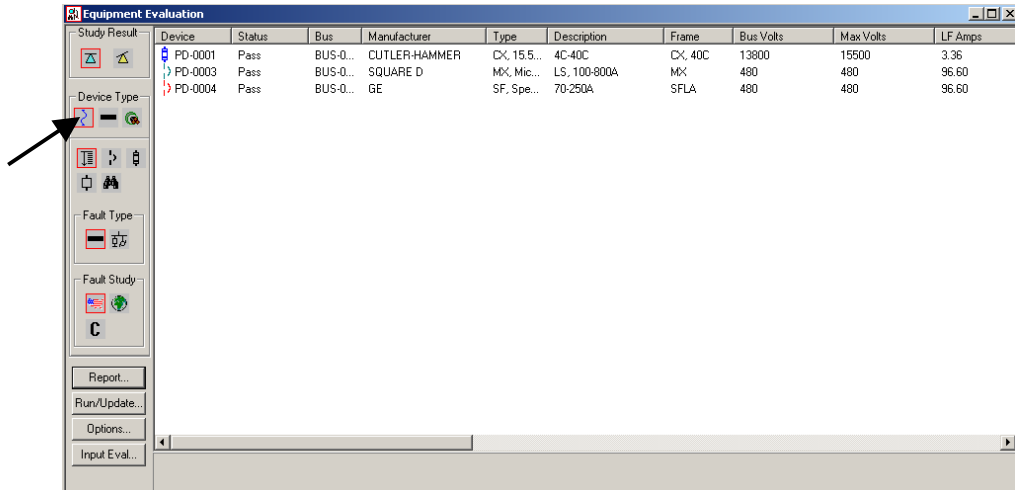 Equipment Evaluation
Study Result
Device Status Bus Manufacturer Type Description Frame Bus Volts Max Volts LF Amps
PD-0001 Pass BUS-0... CUTLER-HAMMER CX, 15.5... 4C-40C CX, 40C 13800 15500 3.36
PD-0003 Pass BUS-0... SQUARE D MX, Mic... LS, 100-800A MX 480 480 96.60
PD-0004 Pass BUS-0... GE SF, Spe... 70-250A SFLA 480 480 96.60
Device Type
Fault Type
Fault Study
C
Report...
Run/Update...
Options...
Input Eval...